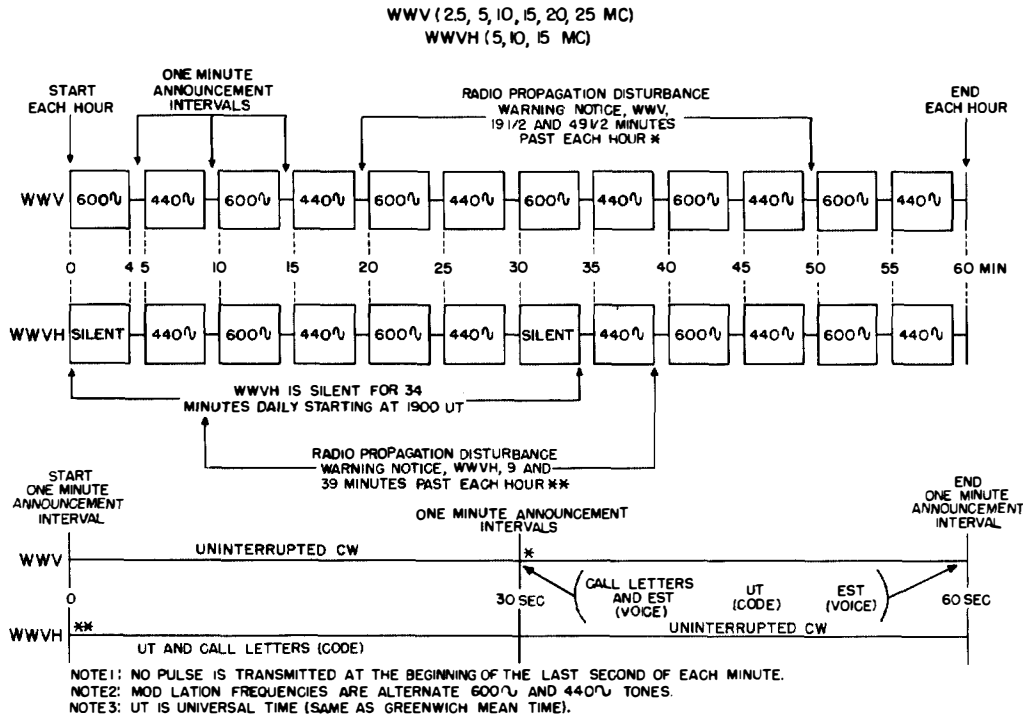 WWV (2.5, 5, 10, 15, 20, 25 MC)
WWVH (5, 10, 15 MC)
START
EACH HOUR
ONE MINUTE
ANNOUNCEMENT
INTERVALS
RADIO PROPAGATION DISTURBANCE
WARNING NOTICE, WWV,
19 1/2 AND 49 1/2 MINUTES
PAST EACH HOUR *
END
EACH HOUR
WWV 600∿ 440∿ 600∿ 440∿ 600∿ 440∿ 600∿ 440∿ 600∿ 440∿ 600∿ 440∿
0 4 5 10 15 20 25 30 35 40 45 50 55 60 MIN
WWVH SILENT 440∿ 600∿ 440∿ 600∿ 440∿ SILENT 440∿ 600∿ 440∿ 600∿ 440∿
WWVH IS SILENT FOR 34
MINUTES DAILY STARTING AT 1900 UT
RADIO PROPAGATION DISTURBANCE
WARNING NOTICE, WWVH, 9 AND
39 MINUTES PAST EACH HOUR **
START
ONE MINUTE
ANNOUNCEMENT
INTERVAL
ONE MINUTE ANNOUNCEMENT
INTERVALS
END
ONE MINUTE
ANNOUNCEMENT
INTERVAL
WWV UNINTERRUPTED CW *
CALL LETTERS
AND EST
(VOICE)
UT
(CODE)
EST
(VOICE)
0 30 SEC 60 SEC
WWVH ** UNINTERRUPTED CW
UT AND CALL LETTERS (CODE)
NOTE1: NO PULSE IS TRANSMITTED AT THE BEGINNING OF THE LAST SECOND OF EACH MINUTE.
NOTE2: MOD LATION FREQUENCIES ARE ALTERNATE 600∿ AND 440∿ TONES.
NOTE3: UT IS UNIVERSAL TIME (SAME AS GREENWICH MEAN TIME).